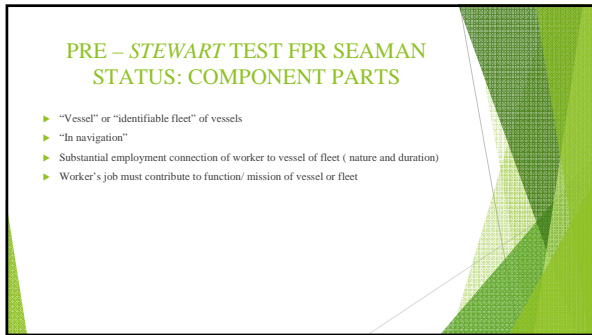 PRE – STEWART TEST FPR SEAMAN
STATUS: COMPONENT PARTS
"Vessel" or "identifiable fleet" of vessels
"In navigation"
Substantial employment connection of worker to vessel of fleet ( nature and duration)
Worker's job must contribute to function/ mission of vessel or fleet